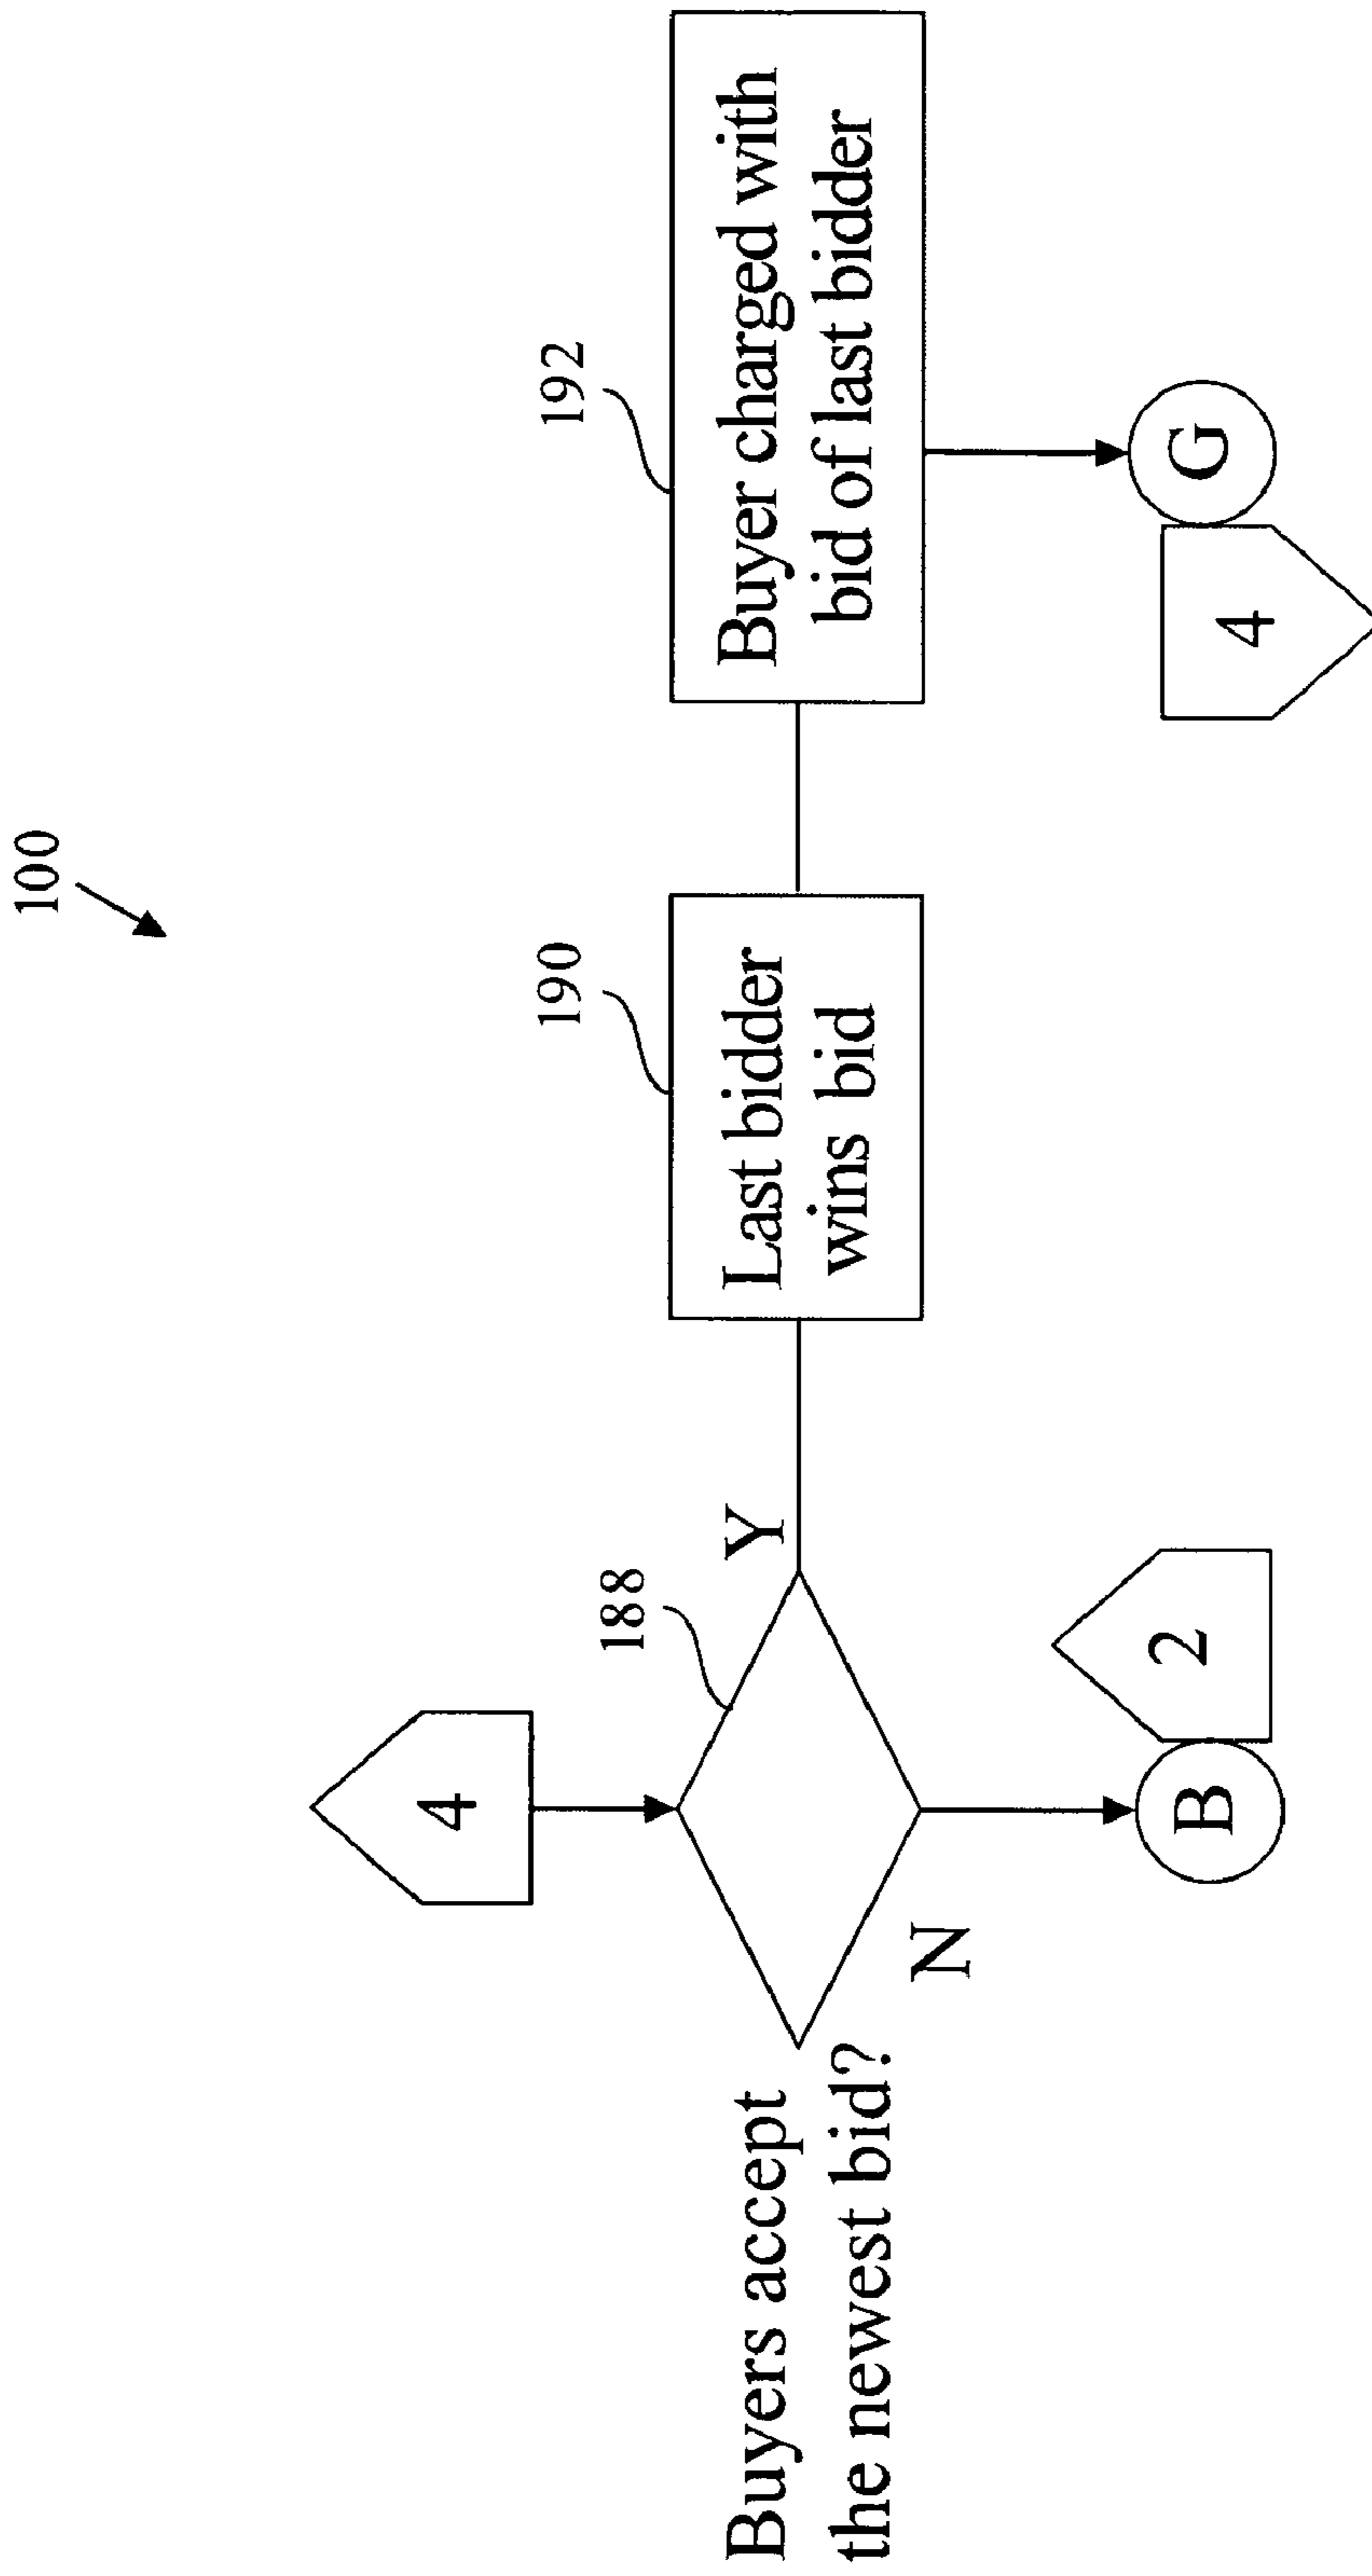 100
4
188
Y
190
192
Buyers accept
the newest bid?
Last bidder
wins bid
Buyer charged with
bid of last bidder
N
B
2
4
G